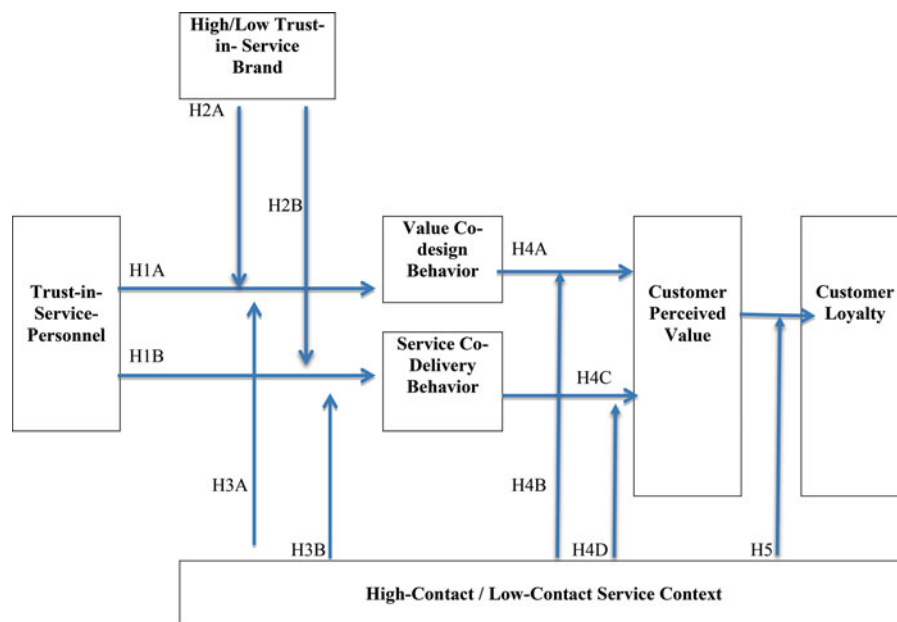 High/Low Trust-
in- Service
Brand
H2A
H2B
H1A
Trust-in-
Service-
Personnel
H1B
Value Co-
design
Behavior
H4A
Service Co-
Delivery
Behavior
H4C
Customer
Perceived
Value
Customer
Loyalty
H3A
H3B
H4B
H4D
H5
High-Contact / Low-Contact Service Context